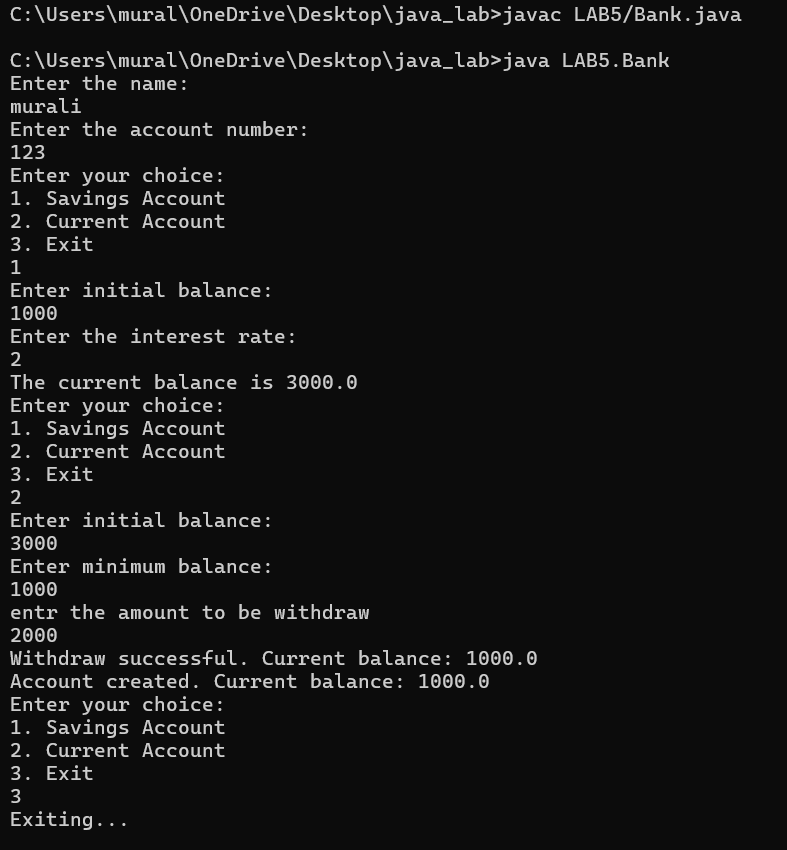 C:\Users\mural\OneDrive\Desktop\java_lab>javac LAB5/Bank.java
C:\Users\mural\OneDrive\Desktop\java_lab>java LAB5.Bank
Enter the name:
murali
Enter the account number:
123
Enter your choice:
1. Savings Account
2. Current Account
3. Exit
1
Enter initial balance:
1000
Enter the interest rate:
2
The current balance is 3000.0
Enter your choice:
1. Savings Account
2. Current Account
3. Exit
2
Enter initial balance:
3000
Enter minimum balance:
1000
entr the amount to be withdraw
2000
Withdraw successful. Current balance: 1000.0
Account created. Current balance: 1000.0
Enter your choice:
1. Savings Account
2. Current Account
3. Exit
3
Exiting...